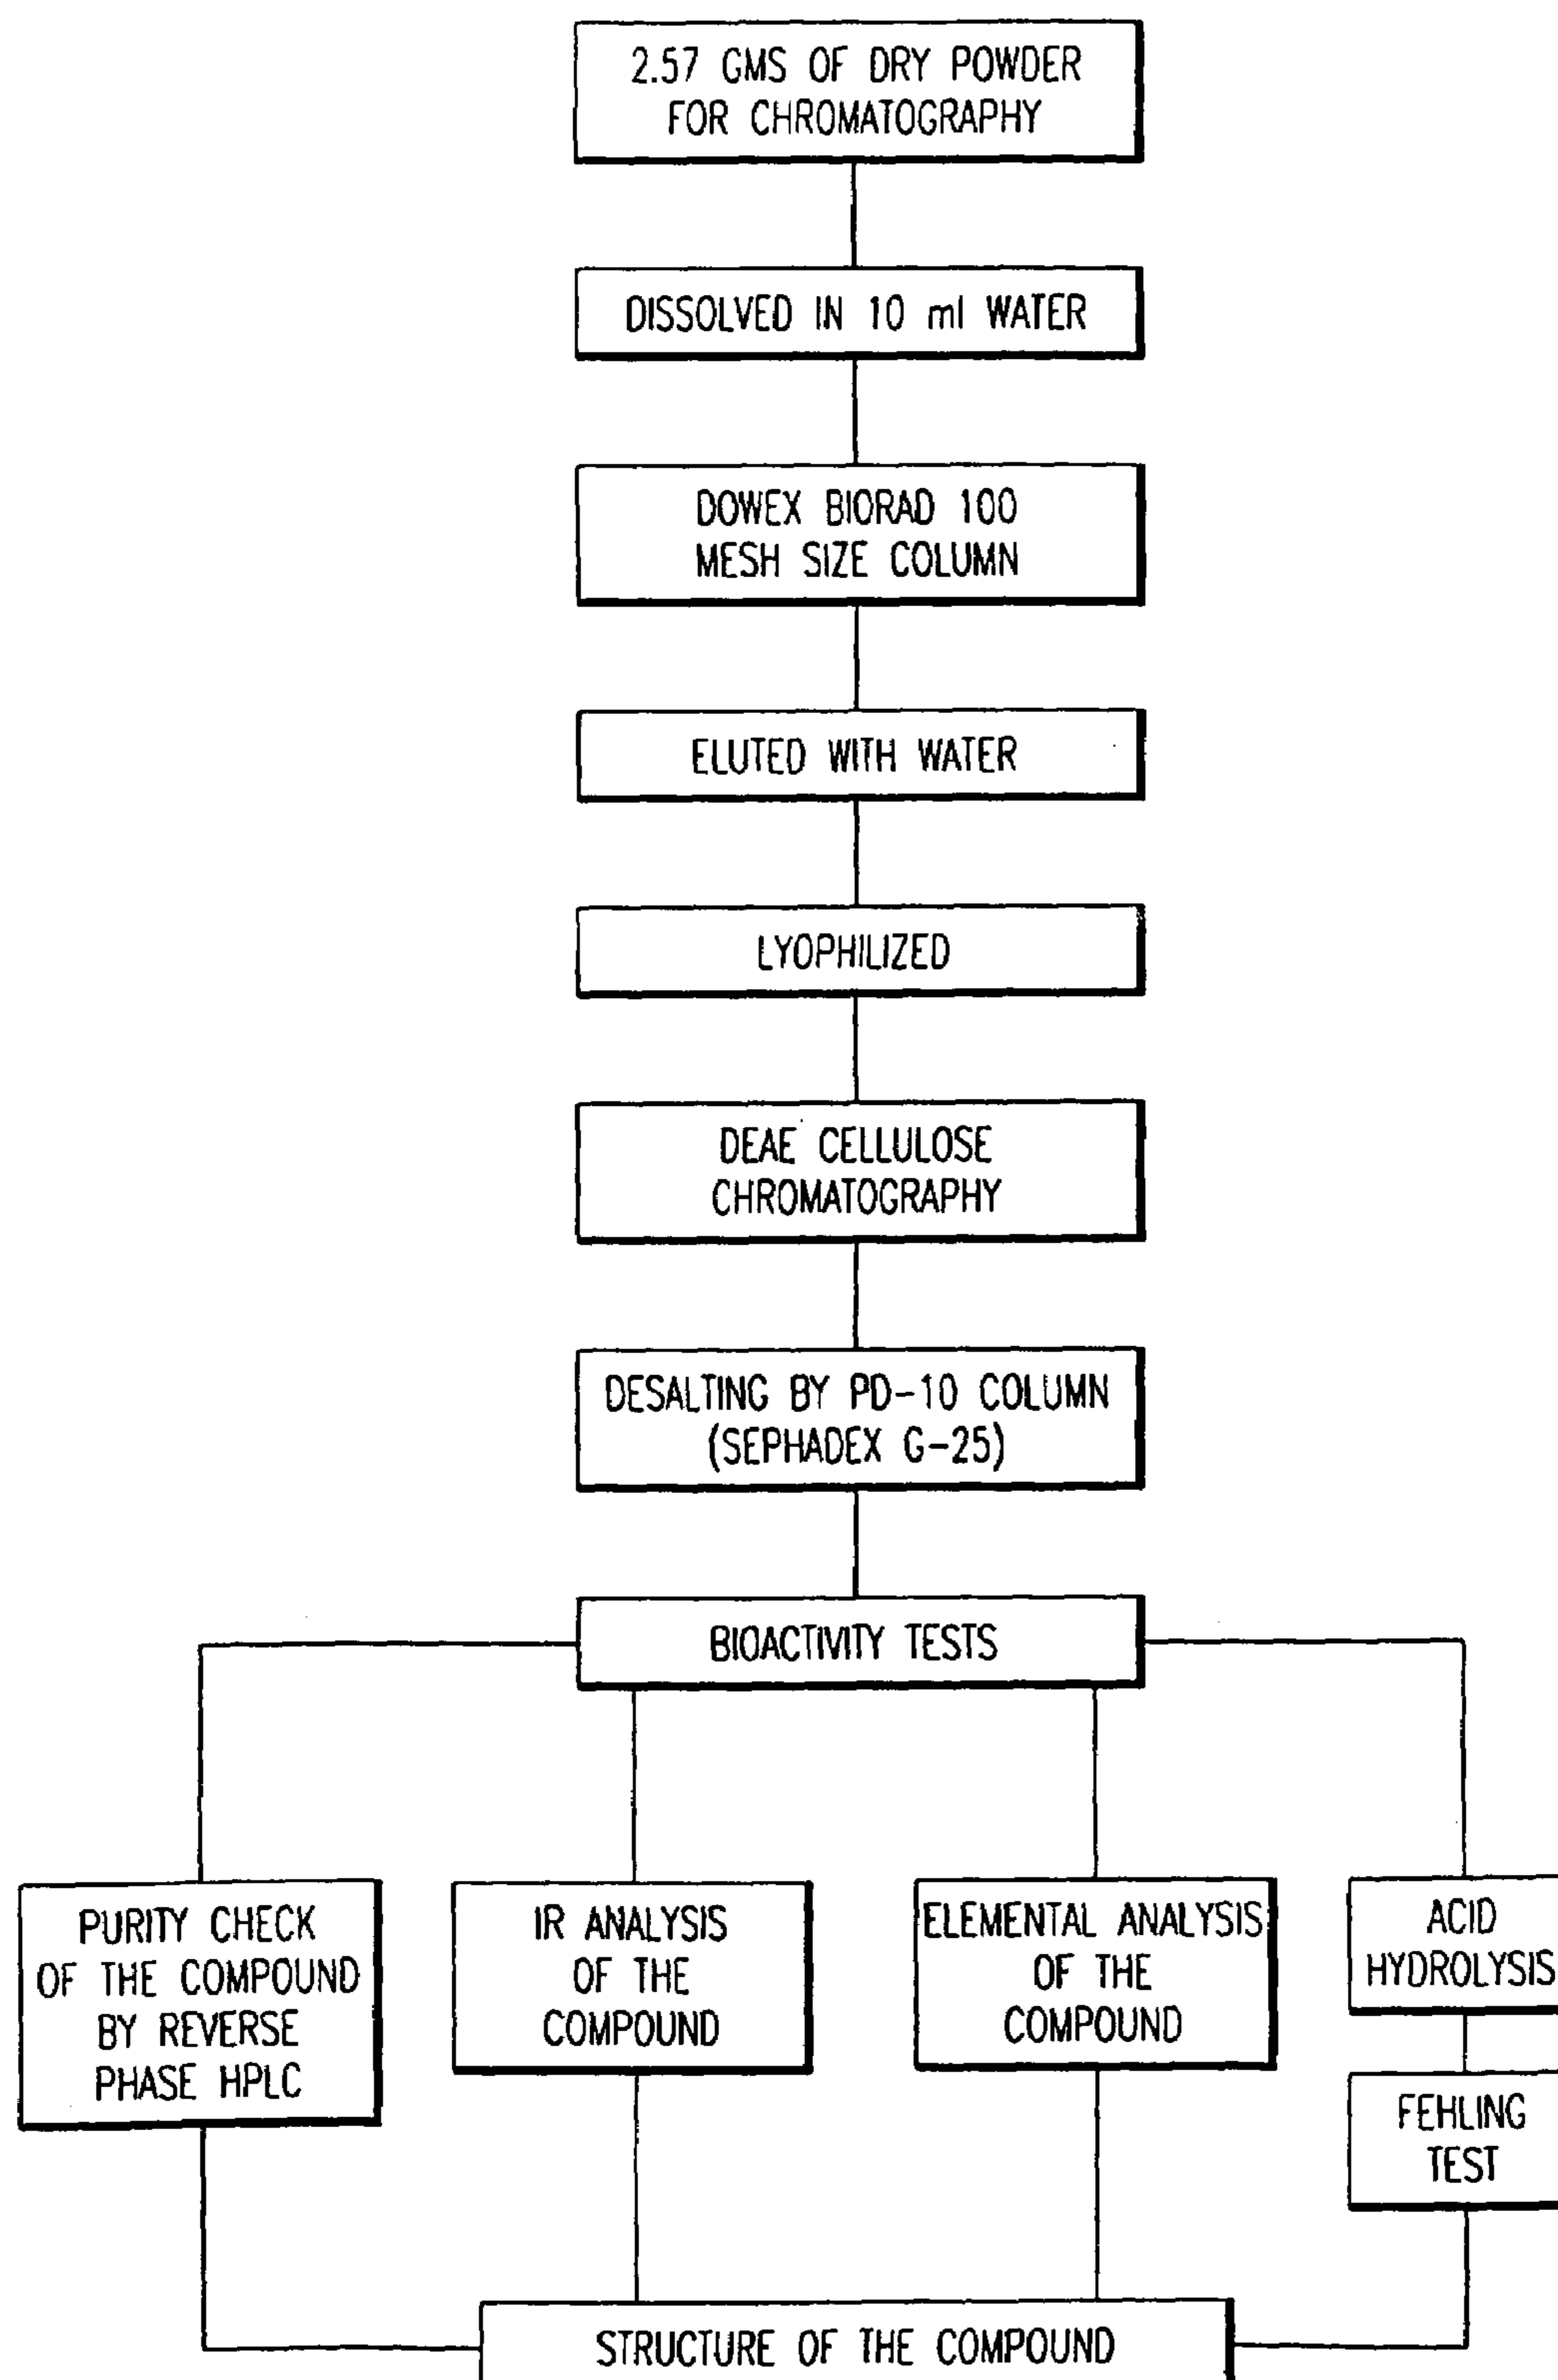 2.57 GMS OF DRY POWDER
FOR CHROMATOGRAPHY
DISSOLVED IN 10 ml WATER
DOWEX BIORAD 100
MESH SIZE COLUMN
ELUTED WITH WATER
LYOPHILIZED
DEAE CELLULOSE
CHROMATOGRAPHY
DESALTING BY PD-10 COLUMN
(SEPHADEX G-25)
BIOACTIVITY TESTS
PURITY CHECK
OF THE COMPOUND
BY REVERSE
PHASE HPLC
IR ANALYSIS
OF THE
COMPOUND
ELEMENTAL ANALYSIS
OF THE
COMPOUND
ACID
HYDROLYSIS
FEHLING
TEST
STRUCTURE OF THE COMPOUND